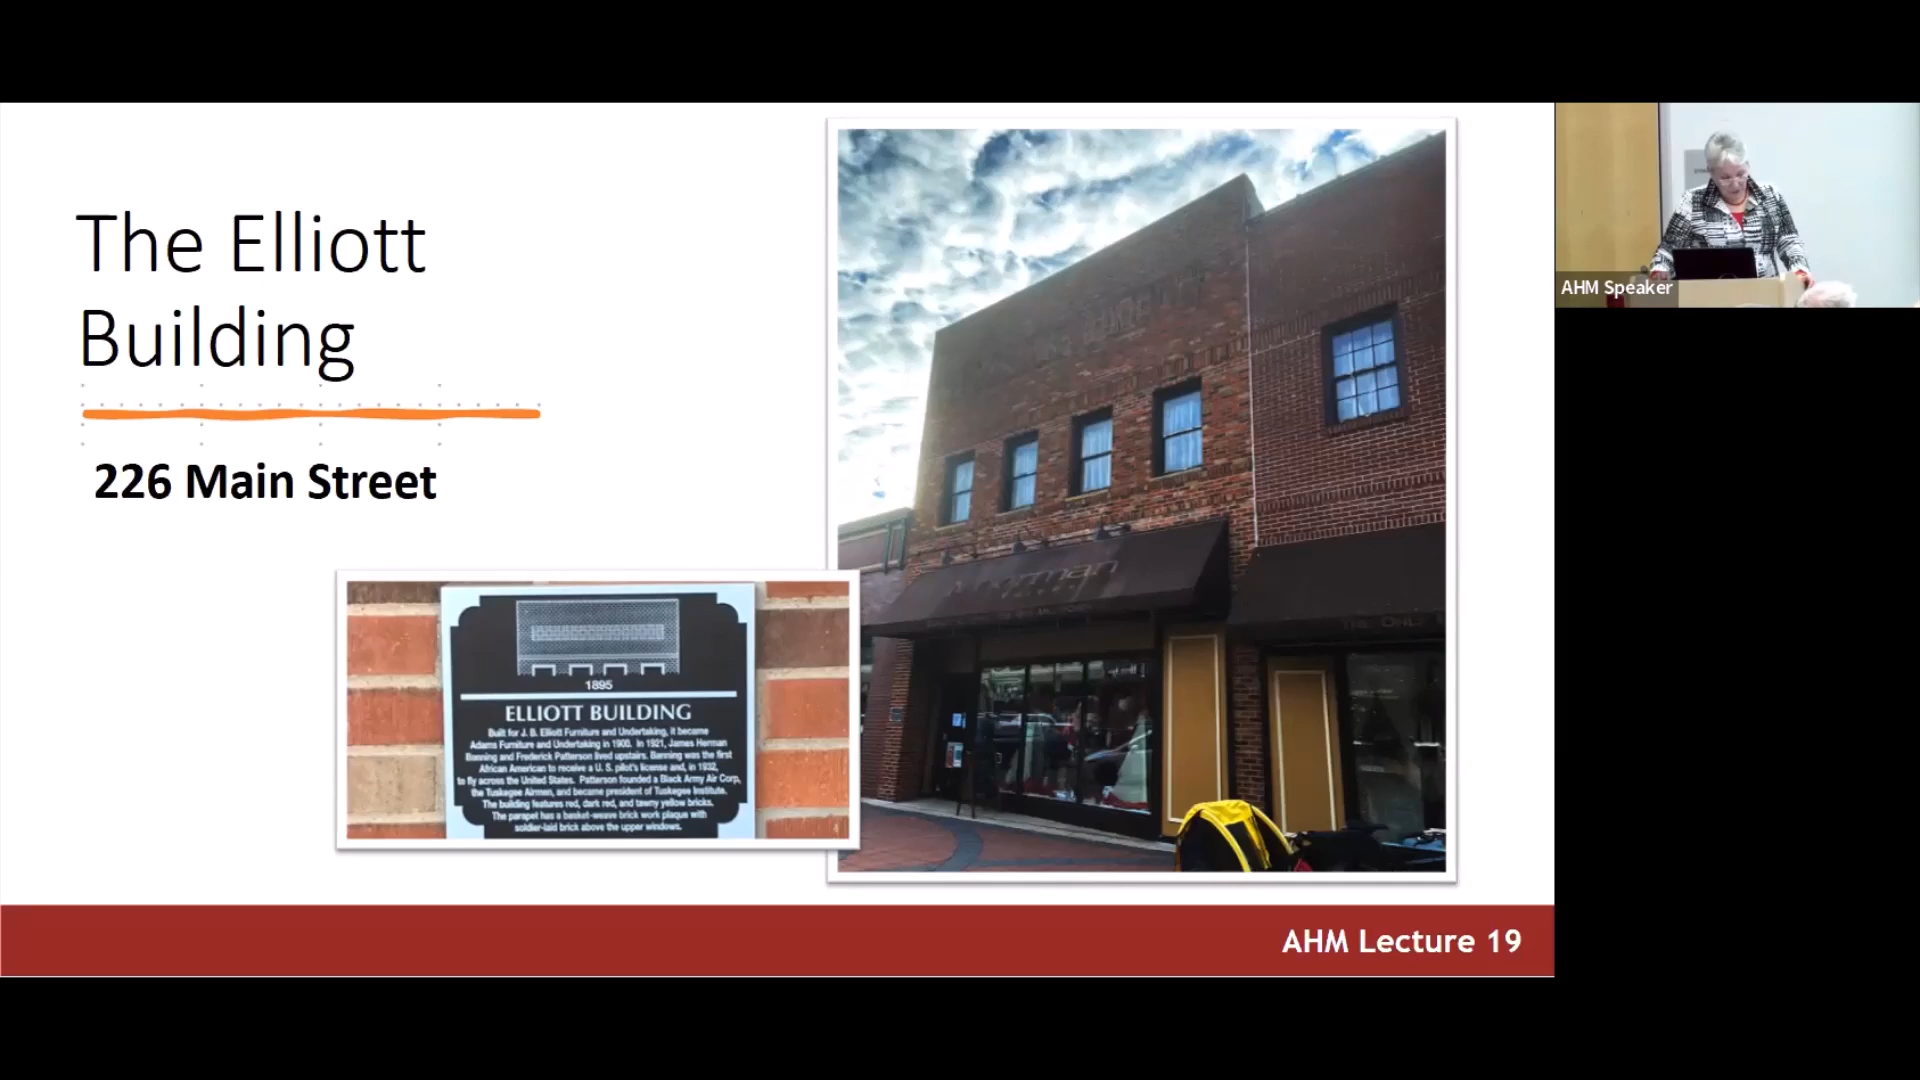 The Elliott
Building
226 Main Street
1895
ELLIOTT BUILDING
Built for J. B. Elliott Furniture and Undertaking, it became
Adams Furniture and Undertaking in 1900. In 1921, James Herman
Banning and Frederick Patterson lived upstairs. Banning was the first
African American to receive a U. S. pilot's license and, in 1932,
to fly across the United States. Patterson founded a Black Army Air Corp,
the Tuskegee Airmen, and became president of Tuskegee Institute.
The building features red, dark red, and tawny yellow bricks.
The parapet has a basket-weave brick work plaque with
soldier-laid brick above the upper windows.
THE ONLY
AHM Lecture 19
AHM Speaker